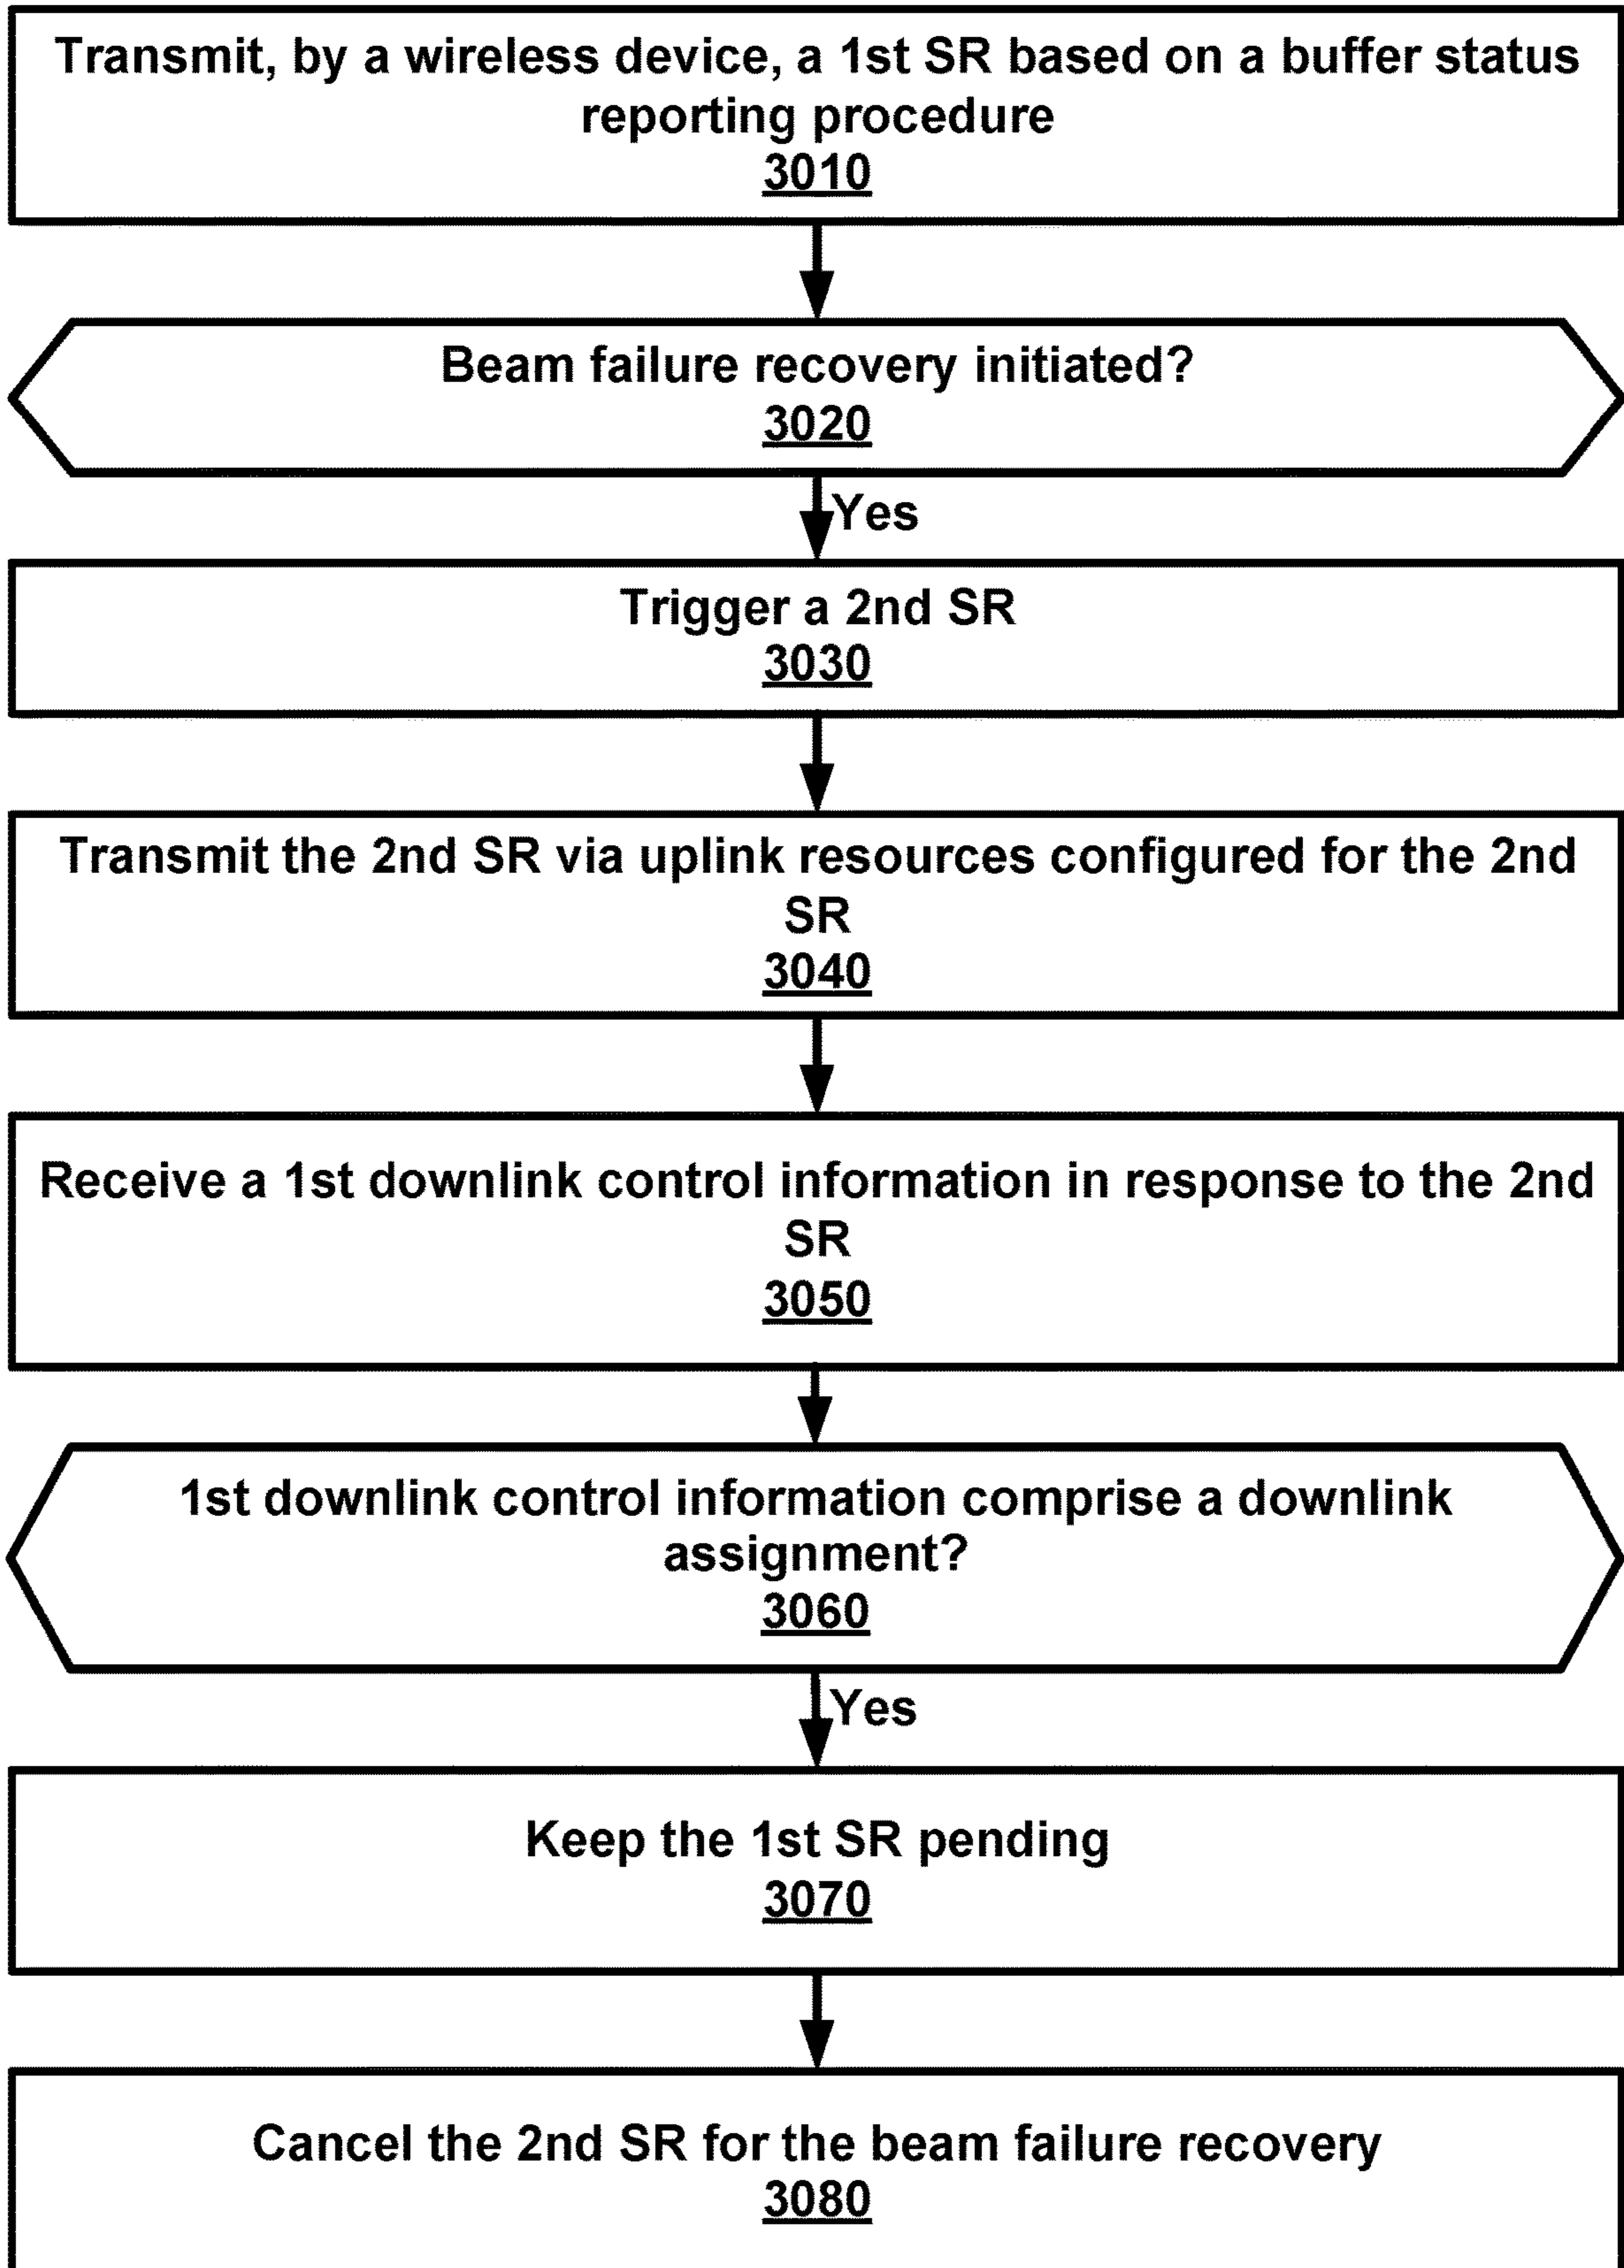 Transmit, by a wireless device, a 1st SR based on a buffer status
reporting procedure
3010
Beam failure recovery initiated?
3020
Yes
Trigger a 2nd SR
3030
Transmit the 2nd SR via uplink resources configured for the 2nd
SR
3040
Receive a 1st downlink control information in response to the 2nd
SR
3050
1st downlink control information comprise a downlink
assignment?
3060
Yes
Keep the 1st SR pending
3070
Cancel the 2nd SR for the beam failure recovery
3080